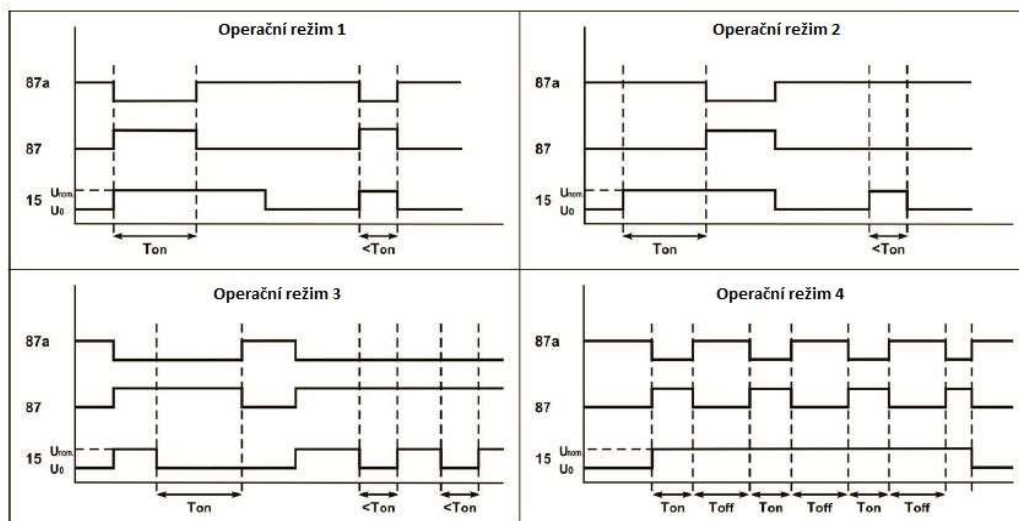 Operační režim 1
87a
87
15 Unom.
U0
Ton <Ton
Operační režim 2
87a
87
15 Unom.
U0
Ton <Ton
Operační režim 3
87a
87
15 Unom.
U0
Ton <Ton <Ton
Operační režim 4
87a
87
15 Unom.
U0
Ton Toff Ton Toff Ton Toff